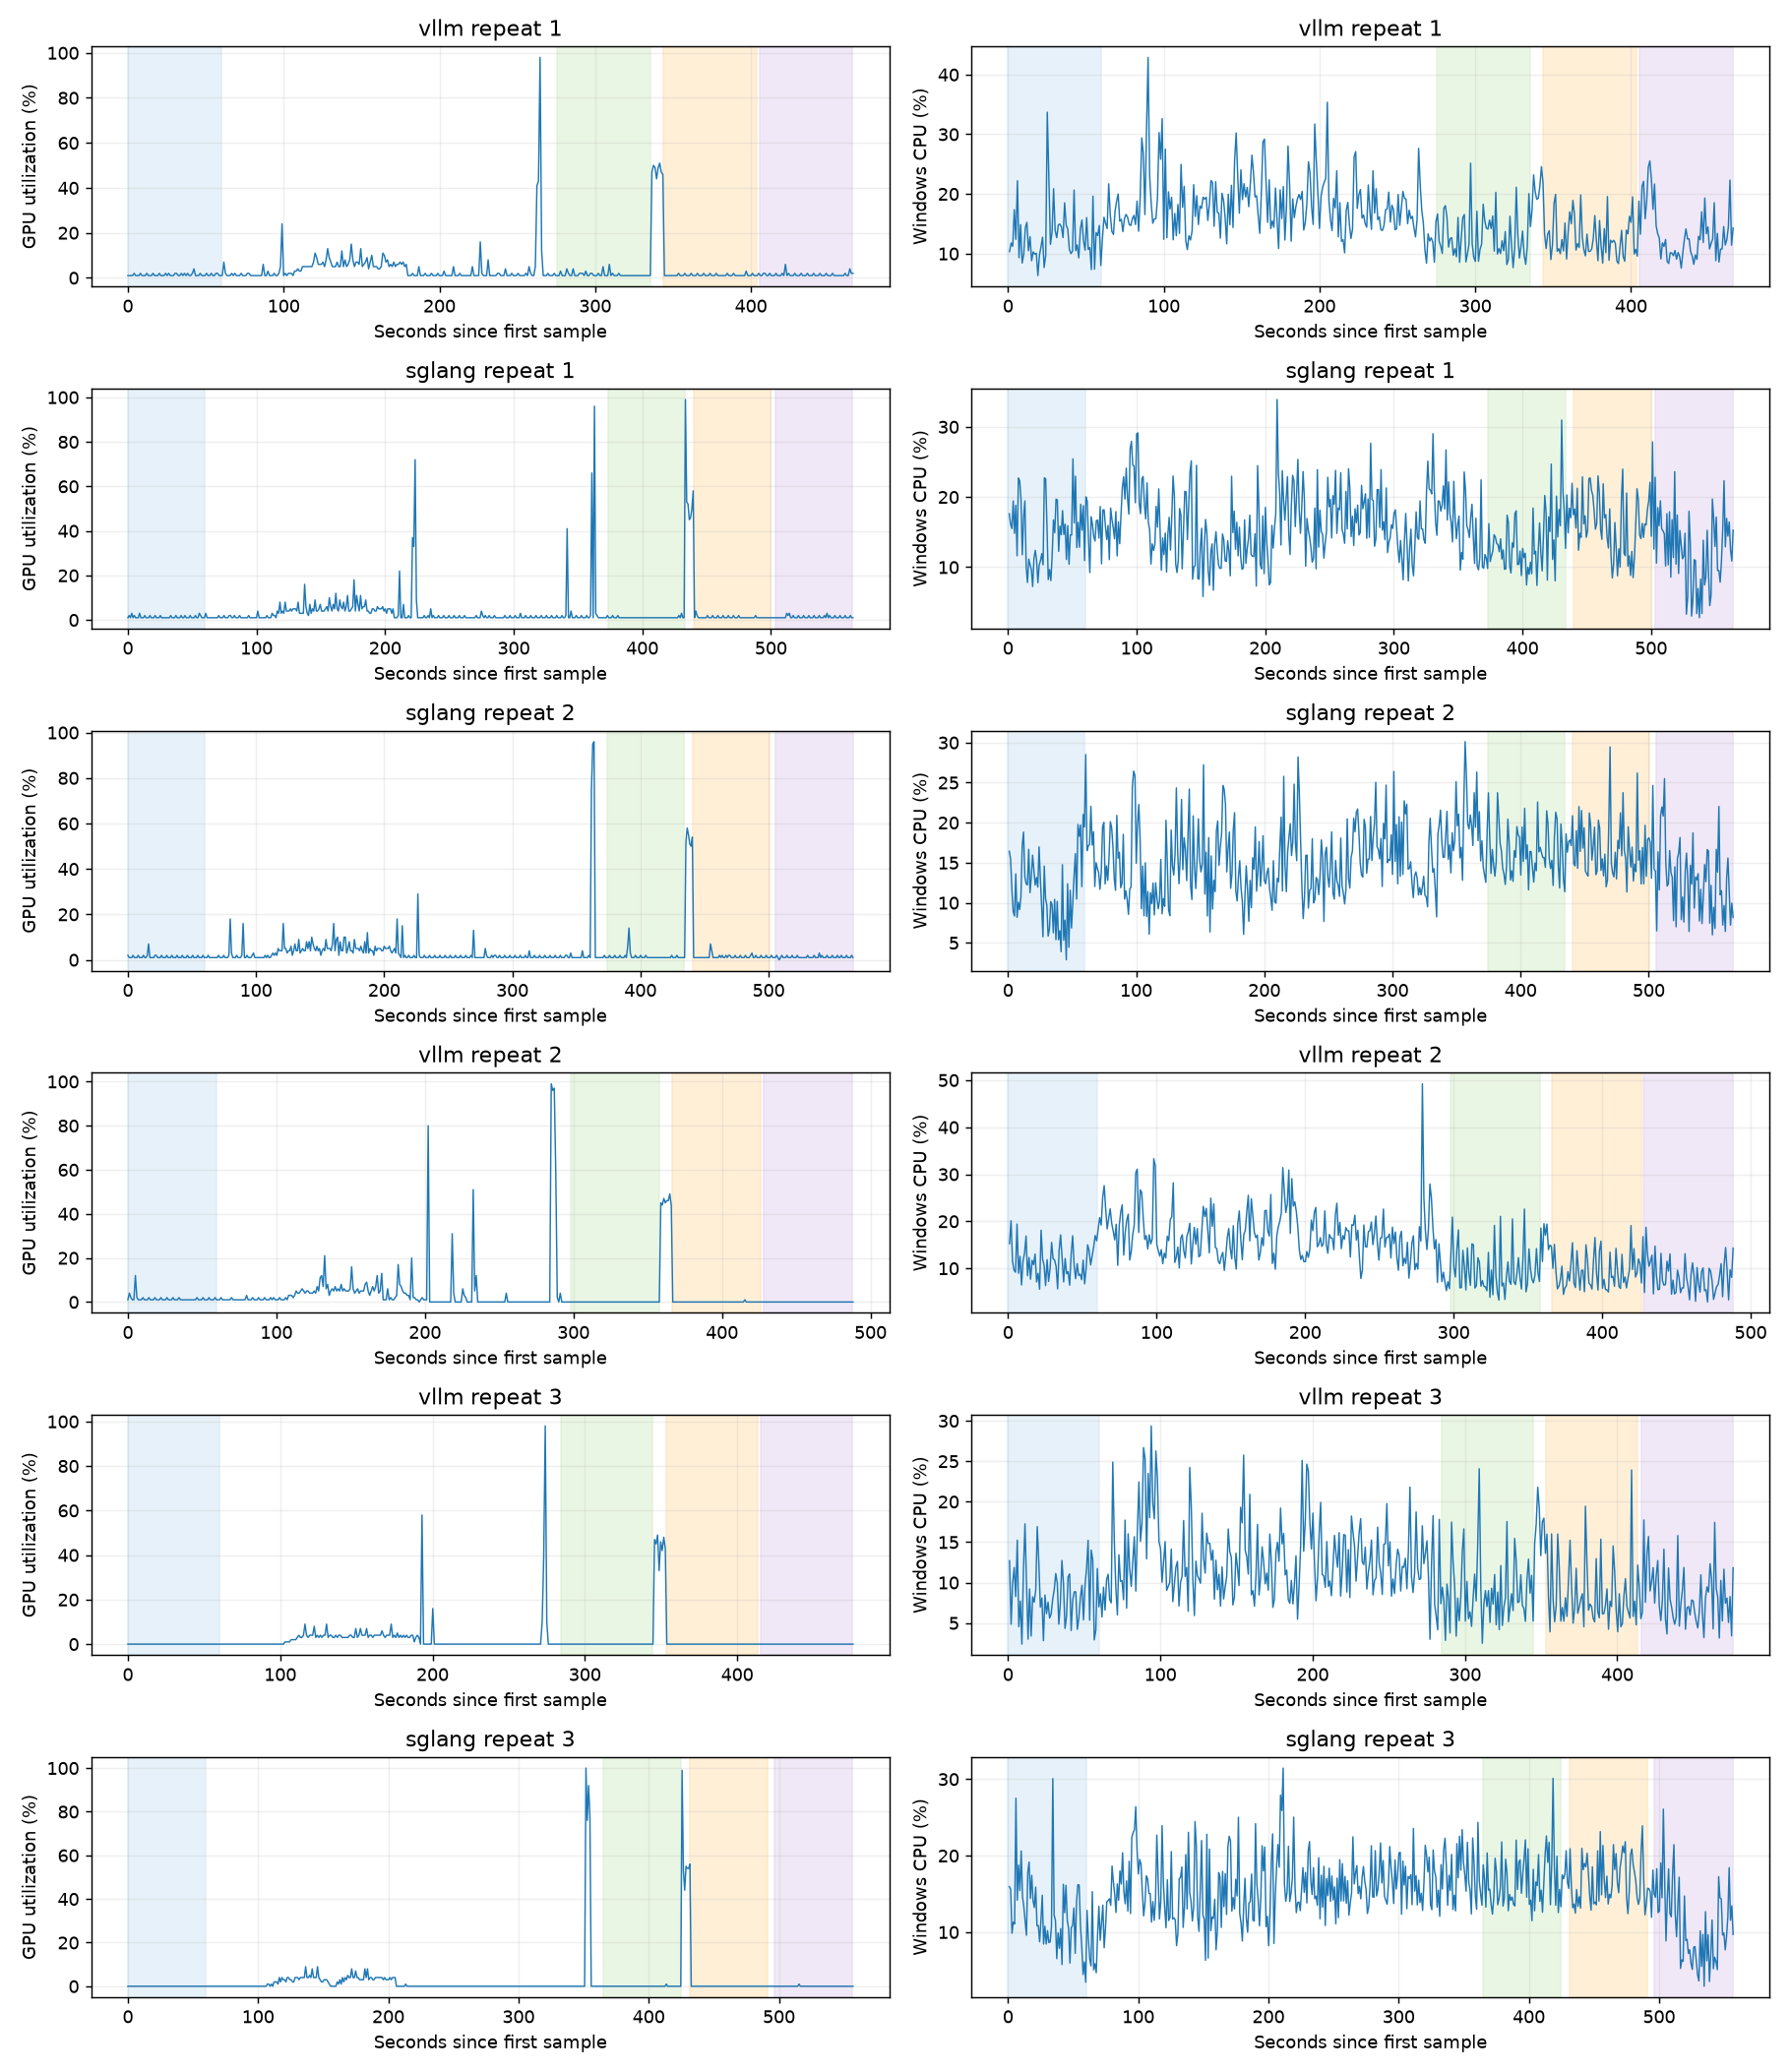 vllm repeat 1
vllm repeat 1
GPU utilization (%)
100
80
60
40
20
0
0 100 200 300 400
Seconds since first sample
Windows CPU (%)
40
30
20
10
0 100 200 300 400
Seconds since first sample
sglang repeat 1
sglang repeat 1
GPU utilization (%)
100
80
60
40
20
0
0 100 200 300 400 500
Seconds since first sample
Windows CPU (%)
30
20
10
0 100 200 300 400 500
Seconds since first sample
sglang repeat 2
sglang repeat 2
GPU utilization (%)
100
80
60
40
20
0
0 100 200 300 400 500
Seconds since first sample
Windows CPU (%)
30
25
20
15
10
5
0 100 200 300 400 500
Seconds since first sample
vllm repeat 2
vllm repeat 2
GPU utilization (%)
100
80
60
40
20
0
0 100 200 300 400 500
Seconds since first sample
Windows CPU (%)
50
40
30
20
10
0 100 200 300 400 500
Seconds since first sample
vllm repeat 3
vllm repeat 3
GPU utilization (%)
100
80
60
40
20
0
0 100 200 300 400
Seconds since first sample
Windows CPU (%)
30
25
20
15
10
5
0 100 200 300 400
Seconds since first sample
sglang repeat 3
sglang repeat 3
GPU utilization (%)
100
80
60
40
20
0
0 100 200 300 400 500
Seconds since first sample
Windows CPU (%)
30
20
10
0 100 200 300 400 500
Seconds since first sample